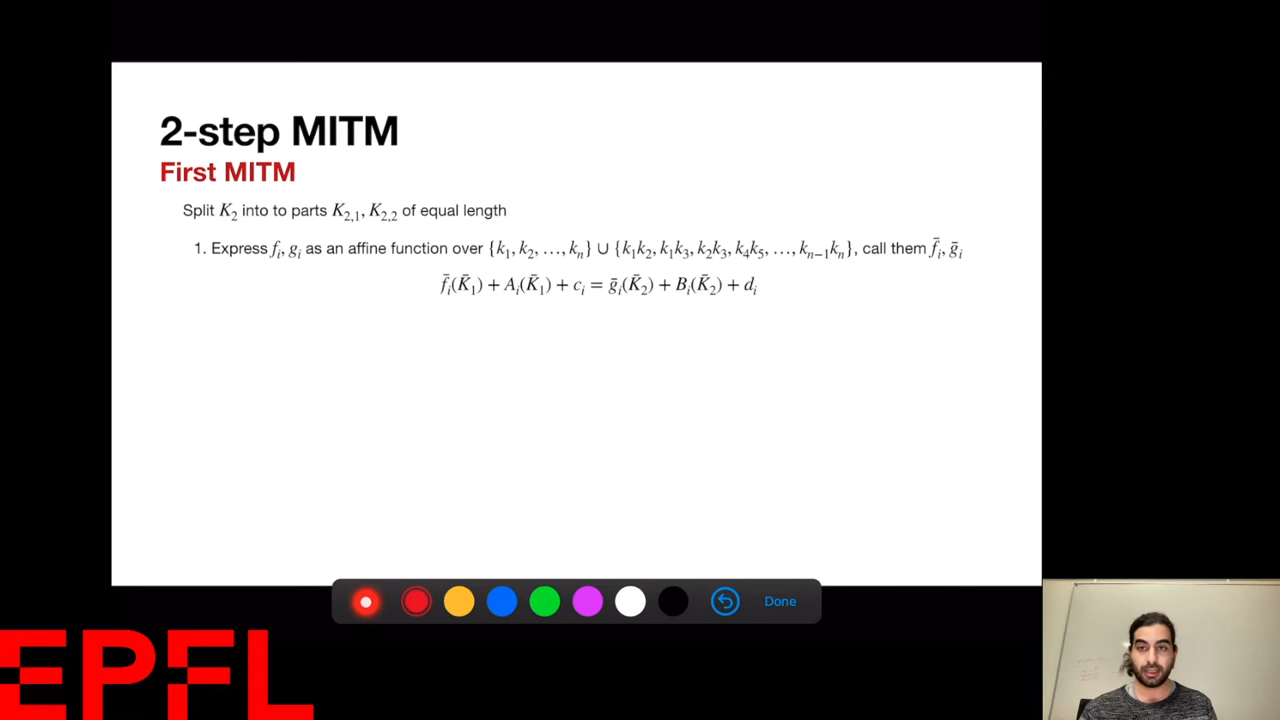 2-step MITM
First MITM
Split K₂ into to parts K₂,₁, K₂,₂ of equal length
1. Express fᵢ, gᵢ as an affine function over {k₁, k₂, …, kₙ} ∪ {k₁k₂, k₁k₃, k₂k₃, k₄k₅, …, kₙ₋₁kₙ}, call them f̄ᵢ, ḡᵢ
f̄ᵢ(K̄₁) + Aᵢ(K̄₁) + cᵢ = ḡᵢ(K̄₂) + Bᵢ(K̄₂) + dᵢ
Done
EPFL